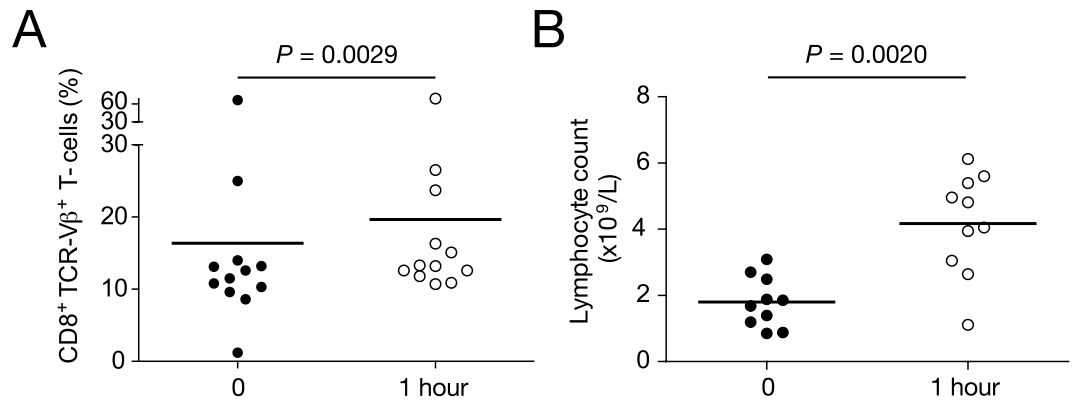 A
P = 0.0029
CD8⁺ TCR-Vβ⁺ T- cells (%)
60
30
30
20
10
0
0
1 hour
B
P = 0.0020
Lymphocyte count
(x10⁹/L)
8
6
4
2
0
0
1 hour